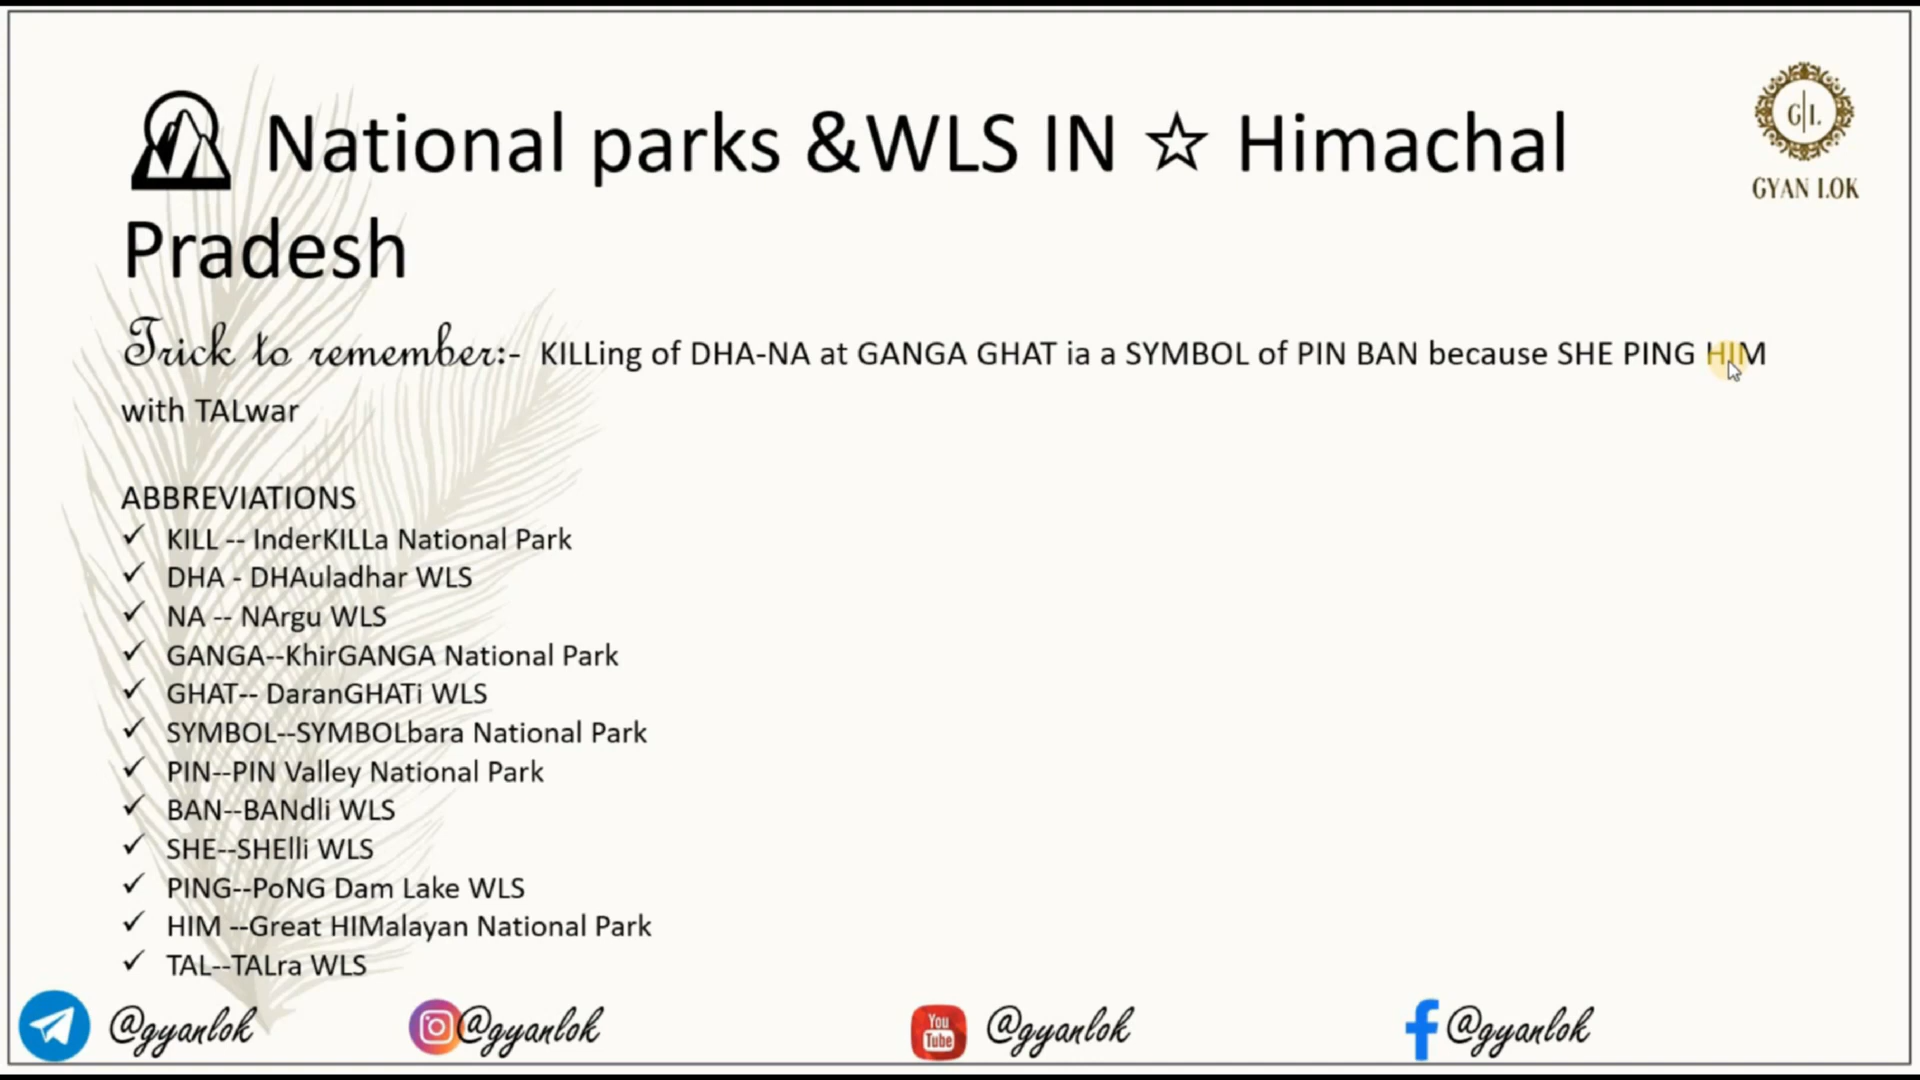 National parks &WLS IN ☆ Himachal
Pradesh
G|L
GYAN LOK
Trick to remember:- KILLing of DHA-NA at GANGA GHAT ia a SYMBOL of PIN BAN because SHE PING HIM
with TALwar
ABBREVIATIONS
✓ KILL -- InderKILLa National Park
✓ DHA - DHAuladhar WLS
✓ NA -- NArgu WLS
✓ GANGA--KhirGANGA National Park
✓ GHAT-- DaranGHATi WLS
✓ SYMBOL--SYMBOLbara National Park
✓ PIN--PIN Valley National Park
✓ BAN--BANdli WLS
✓ SHE--SHElli WLS
✓ PING--PoNG Dam Lake WLS
✓ HIM --Great HIMalayan National Park
✓ TAL--TALra WLS
@gyanlok @gyanlok You Tube @gyanlok @gyanlok